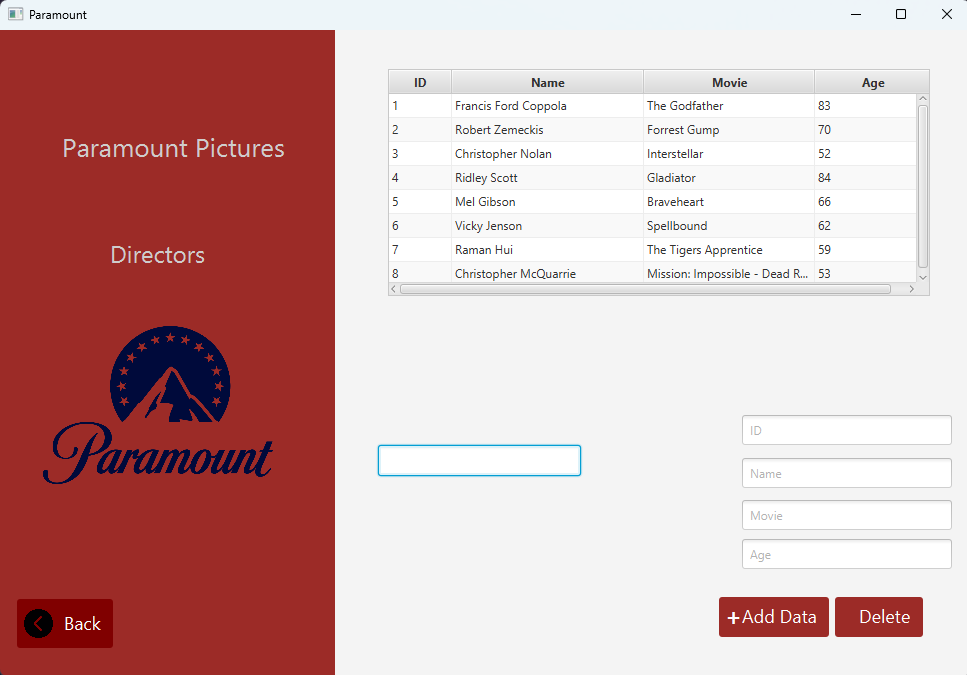 Paramount
Paramount Pictures
Directors
Paramount
Back
ID Name Movie Age
1 Francis Ford Coppola The Godfather 83
2 Robert Zemeckis Forrest Gump 70
3 Christopher Nolan Interstellar 52
4 Ridley Scott Gladiator 84
5 Mel Gibson Braveheart 66
6 Vicky Jenson Spellbound 62
7 Raman Hui The Tigers Apprentice 59
8 Christopher McQuarrie Mission: Impossible - Dead R... 53
ID
Name
Movie
Age
+Add Data Delete